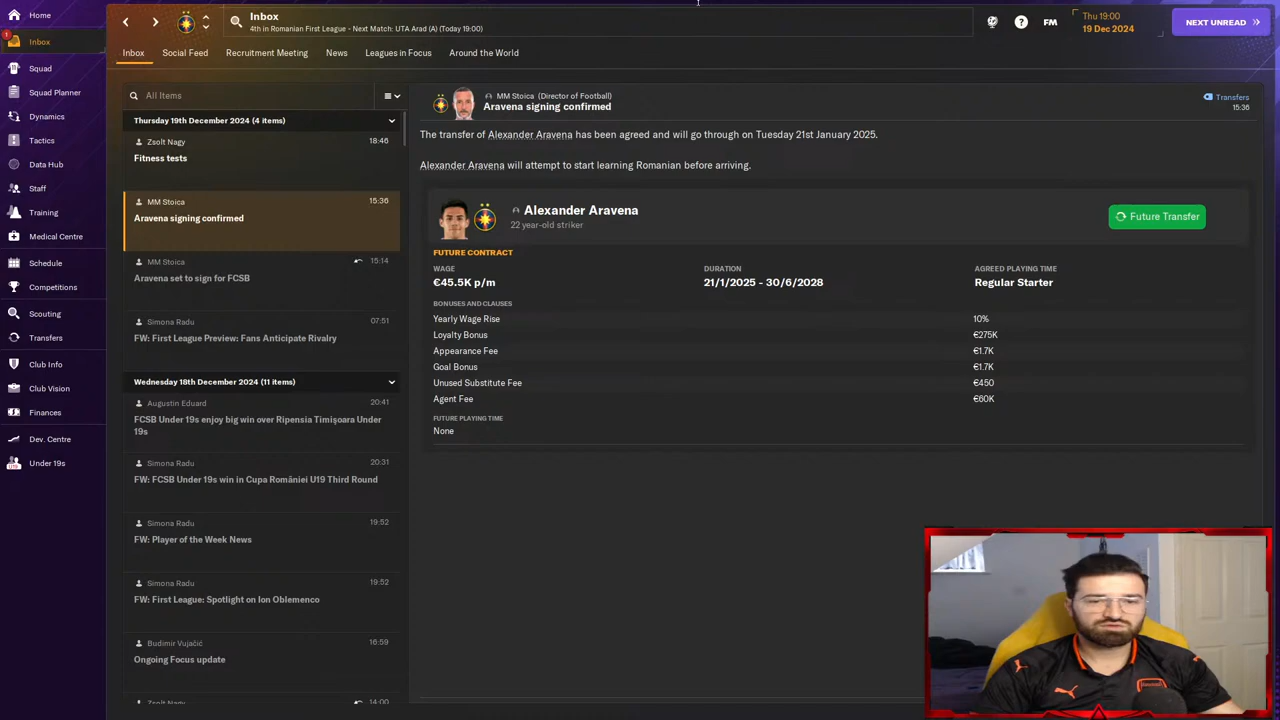 Home
1
Inbox
Squad
Squad Planner
Dynamics
Tactics
Data Hub
Staff
Training
Medical Centre
Schedule
Competitions
Scouting
Transfers
Club Info
Club Vision
Finances
Dev. Centre
U19
Under 19s
Inbox
4th in Romanian First League - Next Match: UTA Arad (A) (Today 19:00)
?
FM
Thu 19:00
19 Dec 2024
NEXT UNREAD
Inbox
Social Feed
Recruitment Meeting
News
Leagues in Focus
Around the World
All Items
Thursday 19th December 2024 (4 items)
Zsolt Nagy 18:46
Fitness tests
MM Stoica 15:36
Aravena signing confirmed
MM Stoica 15:14
Aravena set to sign for FCSB
Simona Radu 07:51
FW: First League Preview: Fans Anticipate Rivalry
Wednesday 18th December 2024 (11 items)
Augustin Eduard 20:41
FCSB Under 19s enjoy big win over Ripensia Timişoara Under
19s
Simona Radu 20:31
FW: FCSB Under 19s win in Cupa României U19 Third Round
Simona Radu 19:52
FW: Player of the Week News
Simona Radu 19:52
FW: First League: Spotlight on Ion Oblemenco
Budimir Vujačić 16:59
Ongoing Focus update
Zsolt Nagy 14:00
MM Stoica (Director of Football)
Aravena signing confirmed
Transfers
15:36
The transfer of Alexander Aravena has been agreed and will go through on Tuesday 21st January 2025.
Alexander Aravena will attempt to start learning Romanian before arriving.
Alexander Aravena
22 year-old striker
Future Transfer
FUTURE CONTRACT
WAGE DURATION AGREED PLAYING TIME
€45.5K p/m 21/1/2025 - 30/6/2028 Regular Starter
BONUSES AND CLAUSES
Yearly Wage Rise 10%
Loyalty Bonus €275K
Appearance Fee €1.7K
Goal Bonus €1.7K
Unused Substitute Fee €450
Agent Fee €60K
FUTURE PLAYING TIME
None